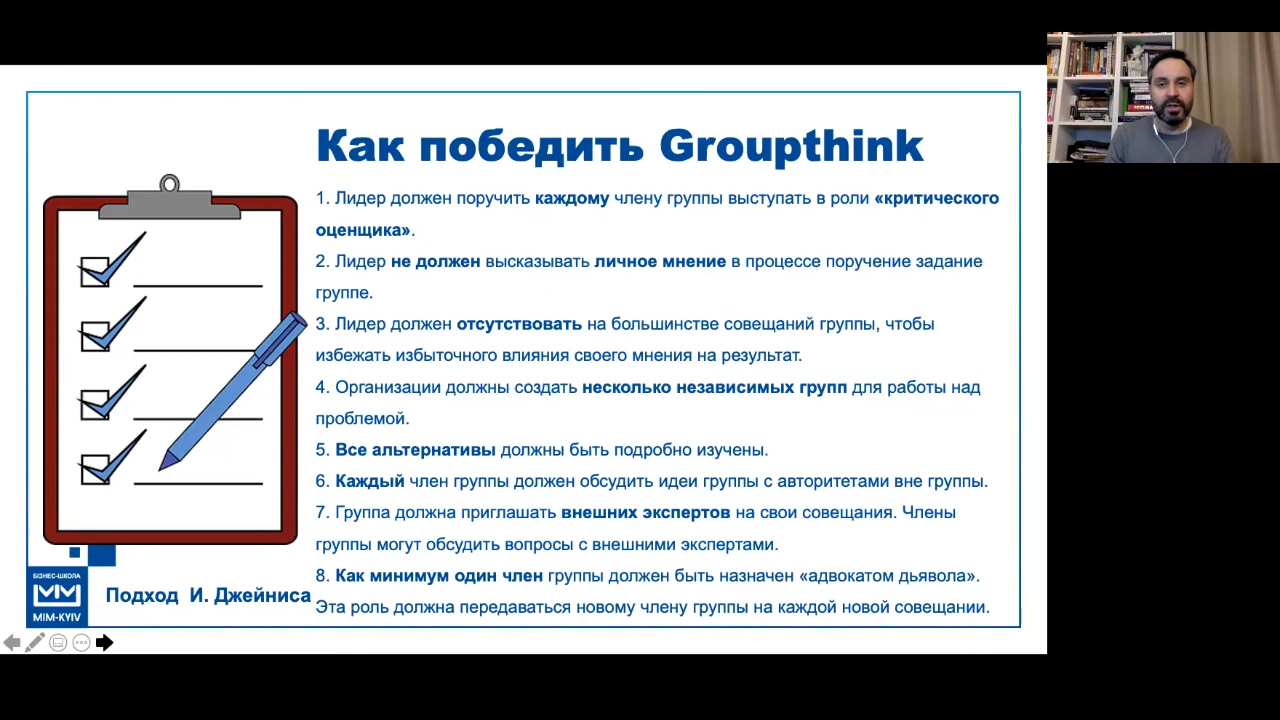 Как победить Groupthink
1. Лидер должен поручить каждому члену группы выступать в роли «критического
оценщика».
2. Лидер не должен высказывать личное мнение в процессе поручение задание
группе.
3. Лидер должен отсутствовать на большинстве совещаний группы, чтобы
избежать избыточного влияния своего мнения на результат.
4. Организации должны создать несколько независимых групп для работы над
проблемой.
5. Все альтернативы должны быть подробно изучены.
6. Каждый член группы должен обсудить идеи группы с авторитетами вне группы.
7. Группа должна приглашать внешних экспертов на свои совещания. Члены
группы могут обсудить вопросы с внешними экспертами.
8. Как минимум один член группы должен быть назначен «адвокатом дьявола».
Эта роль должна передаваться новому члену группы на каждой новой совещании.
БІЗНЕС-ШКОЛА
MIM-KYIV
Подход И. Джейниса